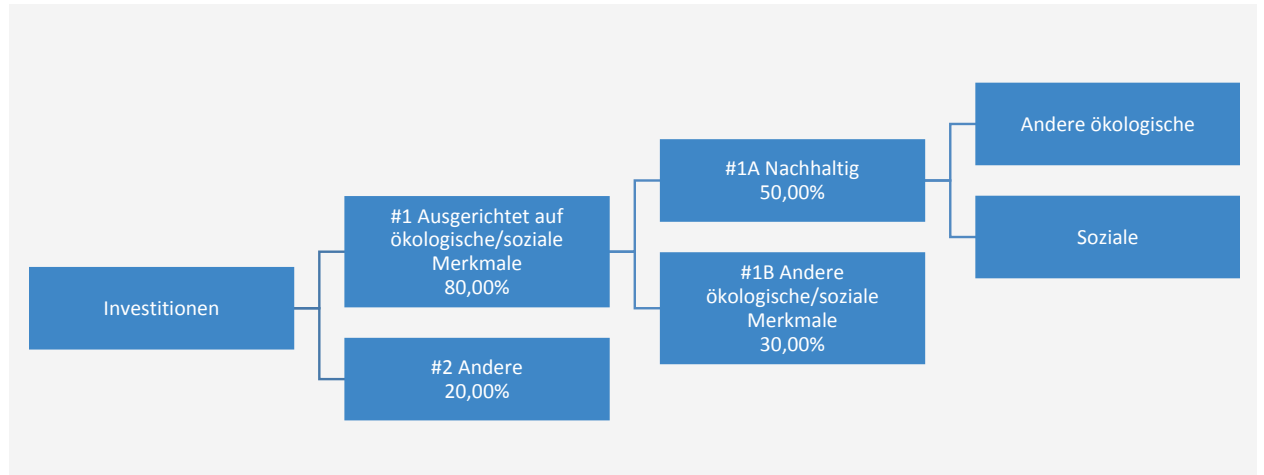 Investitionen
#1 Ausgerichtet auf
ökologische/soziale
Merkmale
80,00%
#2 Andere
20,00%
#1A Nachhaltig
50,00%
#1B Andere
ökologische/soziale
Merkmale
30,00%
Andere ökologische
Soziale